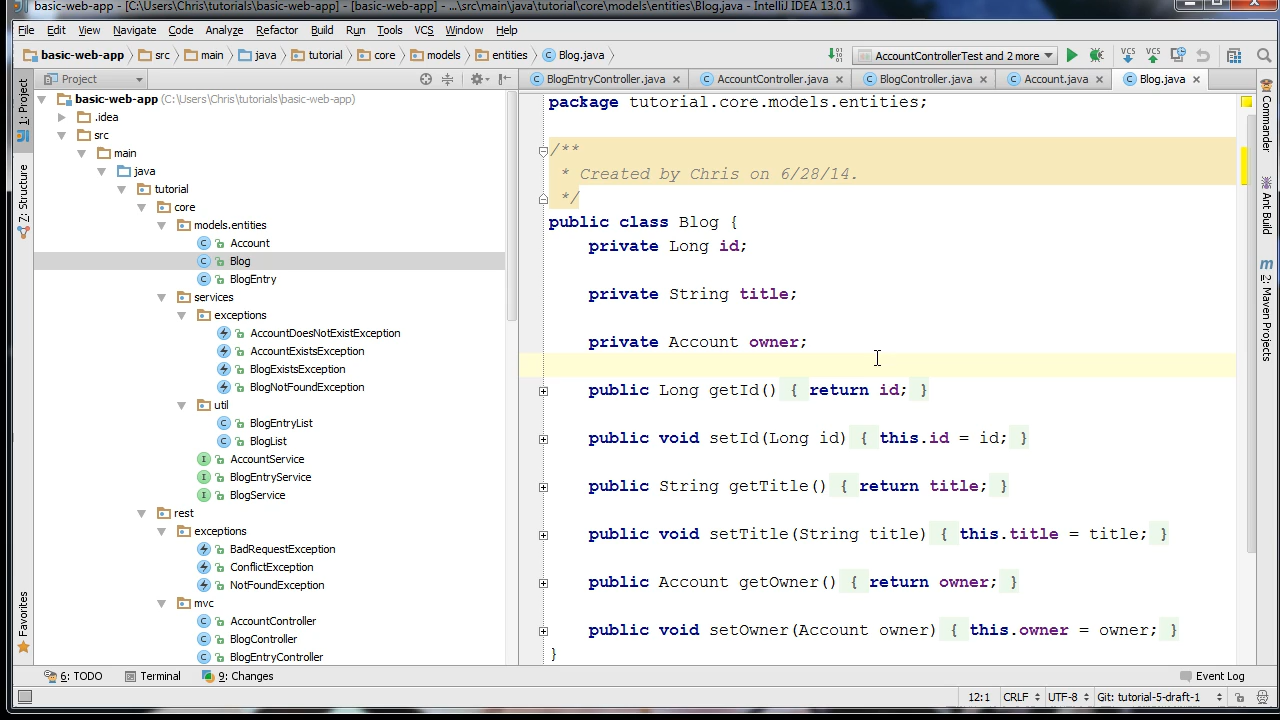 basic-web-app - [C:\Users\Chris\tutorials\basic-web-app] - [basic-web-app] - ...\src\main\java\tutorial\core\models\entities\Blog.java - IntelliJ IDEA 13.0.1
File Edit View Navigate Code Analyze Refactor Build Run Tools VCS Window Help
basic-web-app src main java tutorial core models entities Blog.java AccountControllerTest and 2 more VCS VCS
Project BlogEntryController.java AccountController.java BlogController.java Account.java Blog.java
1: Project
7: Structure
Favorites
basic-web-app (C:\Users\Chris\tutorials\basic-web-app)
.idea
src
main
java
tutorial
core
models.entities
Account
Blog
BlogEntry
services
exceptions
AccountDoesNotExistException
AccountExistsException
BlogExistsException
BlogNotFoundException
util
BlogEntryList
BlogList
AccountService
BlogEntryService
BlogService
rest
exceptions
BadRequestException
ConflictException
NotFoundException
mvc
AccountController
BlogController
BlogEntryController
package tutorial.core.models.entities;
/**
* Created by Chris on 6/28/14.
*/
public class Blog {
private Long id;
private String title;
private Account owner;
public Long getId() { return id; }
public void setId(Long id) { this.id = id; }
public String getTitle() { return title; }
public void setTitle(String title) { this.title = title; }
public Account getOwner() { return owner; }
public void setOwner(Account owner) { this.owner = owner; }
}
Commander
Ant Build
m 2: Maven Projects
6: TODO Terminal 9: Changes Event Log
12:1 CRLF UTF-8 Git: tutorial-5-draft-1